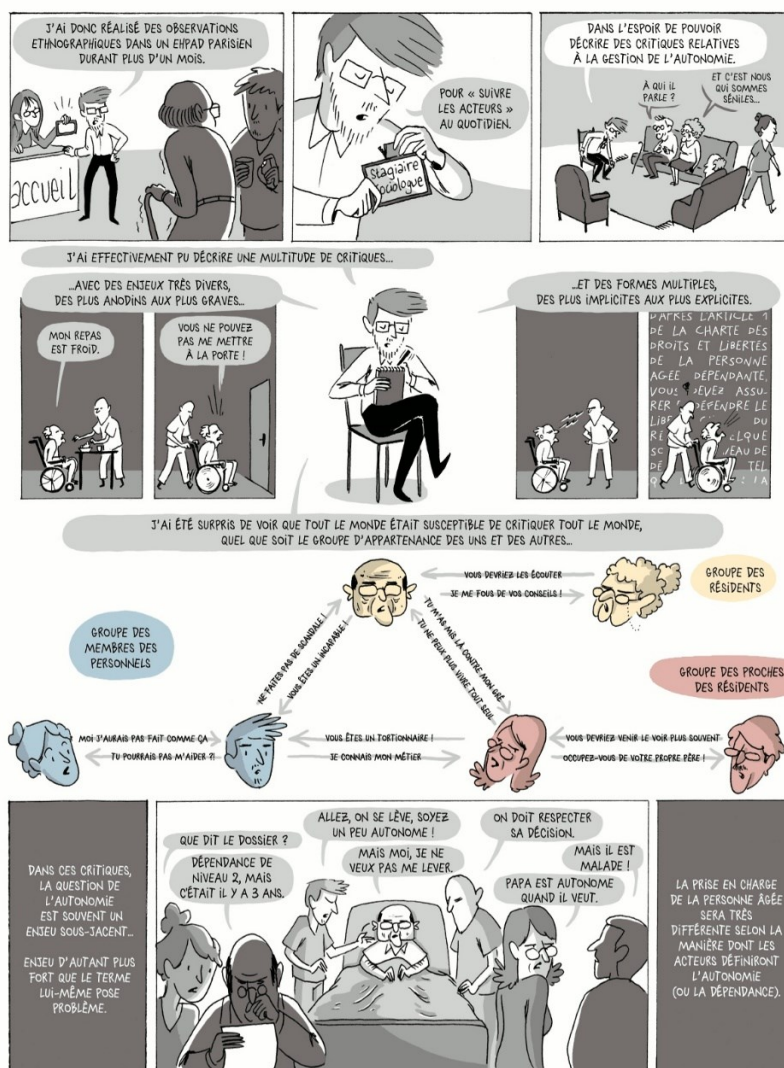 J'AI DONC RÉALISÉ DES OBSERVATIONS
ETHNOGRAPHIQUES DANS UN EHPAD PARISIEN
DURANT PLUS D'UN MOIS.
accueil
POUR « SUIVRE
LES ACTEURS »
AU QUOTIDIEN.
stagiaire
ociologue
DANS L'ESPOIR DE POUVOIR
DÉCRIRE DES CRITIQUES RELATIVES
À LA GESTION DE L'AUTONOMIE.
À QUI IL
PARLE ?
ET C'EST NOUS
QUI SOMMES
SÉNILES...
J'AI EFFECTIVEMENT PU DÉCRIRE UNE MULTITUDE DE CRITIQUES...
...AVEC DES ENJEUX TRÈS DIVERS,
DES PLUS ANODINS AUX PLUS GRAVES...
MON REPAS
EST FROID.
VOUS NE POUVEZ
PAS ME METTRE
À LA PORTE !
...ET DES FORMES MULTIPLES,
DES PLUS IMPLICITES AUX PLUS EXPLICITES.
D'APRÈS L'ARTICLE 1
DE LA CHARTE DES
DROITS ET LIBERTÉS
DE LA PERSONNE
AGÉE DÉPENDANTE,
VOUS DEVEZ ASSU-
RER DÉFENDRE LE
DU
TEL
J'AI ÉTÉ SURPRIS DE VOIR QUE TOUT LE MONDE ÉTAIT SUSCEPTIBLE DE CRITIQUER TOUT LE MONDE,
QUEL QUE SOIT LE GROUPE D'APPARTENANCE DES UNS ET DES AUTRES...
VOUS DEVRIEZ LES ÉCOUTER
JE ME FOUS DE VOS CONSEILS !
GROUPE DES
RÉSIDENTS
GROUPE DES
MEMBRES DES
PERSONNELS
NE FAITES PAS DE SCANDALE !
VOUS ÊTES UN INCAPABLE !
TU M'AS MIS LÀ CONTRE MON GRÉ
TU NE PEUX PLUS VIVRE TOUT SEUL
GROUPE DES PROCHES
DES RÉSIDENTS
MOI J'AURAIS PAS FAIT COMME ÇA
TU POURRAIS PAS M'AIDER ?!
VOUS ÊTES UN TORTIONNAIRE !
JE CONNAIS MON MÉTIER
VOUS DEVRIEZ VENIR LE VOIR PLUS SOUVENT
OCCUPEZ-VOUS DE VOTRE PROPRE PÈRE !
DANS CES CRITIQUES,
LA QUESTION DE
L'AUTONOMIE
EST SOUVENT UN
ENJEU SOUS-JACENT...
ENJEU D'AUTANT PLUS
FORT QUE LE TERME
LUI-MÊME POSE
PROBLÈME.
QUE DIT LE DOSSIER ?
DÉPENDANCE DE
NIVEAU 2, MAIS
C'ÉTAIT IL Y A 3 ANS.
ALLEZ, ON SE LÈVE, SOYEZ
UN PEU AUTONOME !
MAIS MOI, JE NE
VEUX PAS ME LEVER.
ON DOIT RESPECTER
SA DÉCISION.
MAIS IL EST
MALADE !
PAPA EST AUTONOME
QUAND IL VEUT.
LA PRISE EN CHARGE
DE LA PERSONNE ÂGÉE
SERA TRÈS
DIFFÉRENTE SELON LA
MANIÈRE DONT LES
ACTEURS DÉFINIRONT
L'AUTONOMIE
(OU LA DÉPENDANCE).